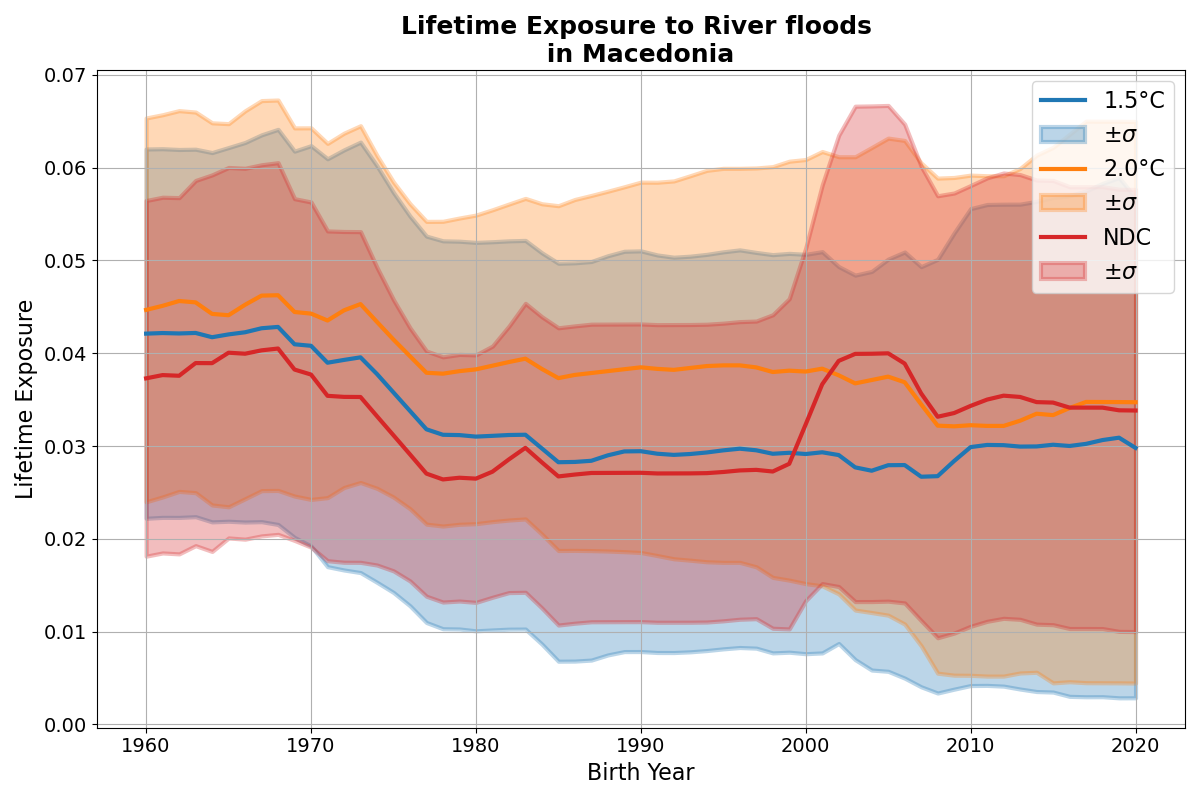 Lifetime Exposure to River floods
in Macedonia
0.07
0.06
0.05
0.04
0.03
0.02
0.01
0.00
Lifetime Exposure
1960
1970
1980
1990
2000
2010
2020
Birth Year
1.5°C
±σ
2.0°C
±σ
NDC
±σ